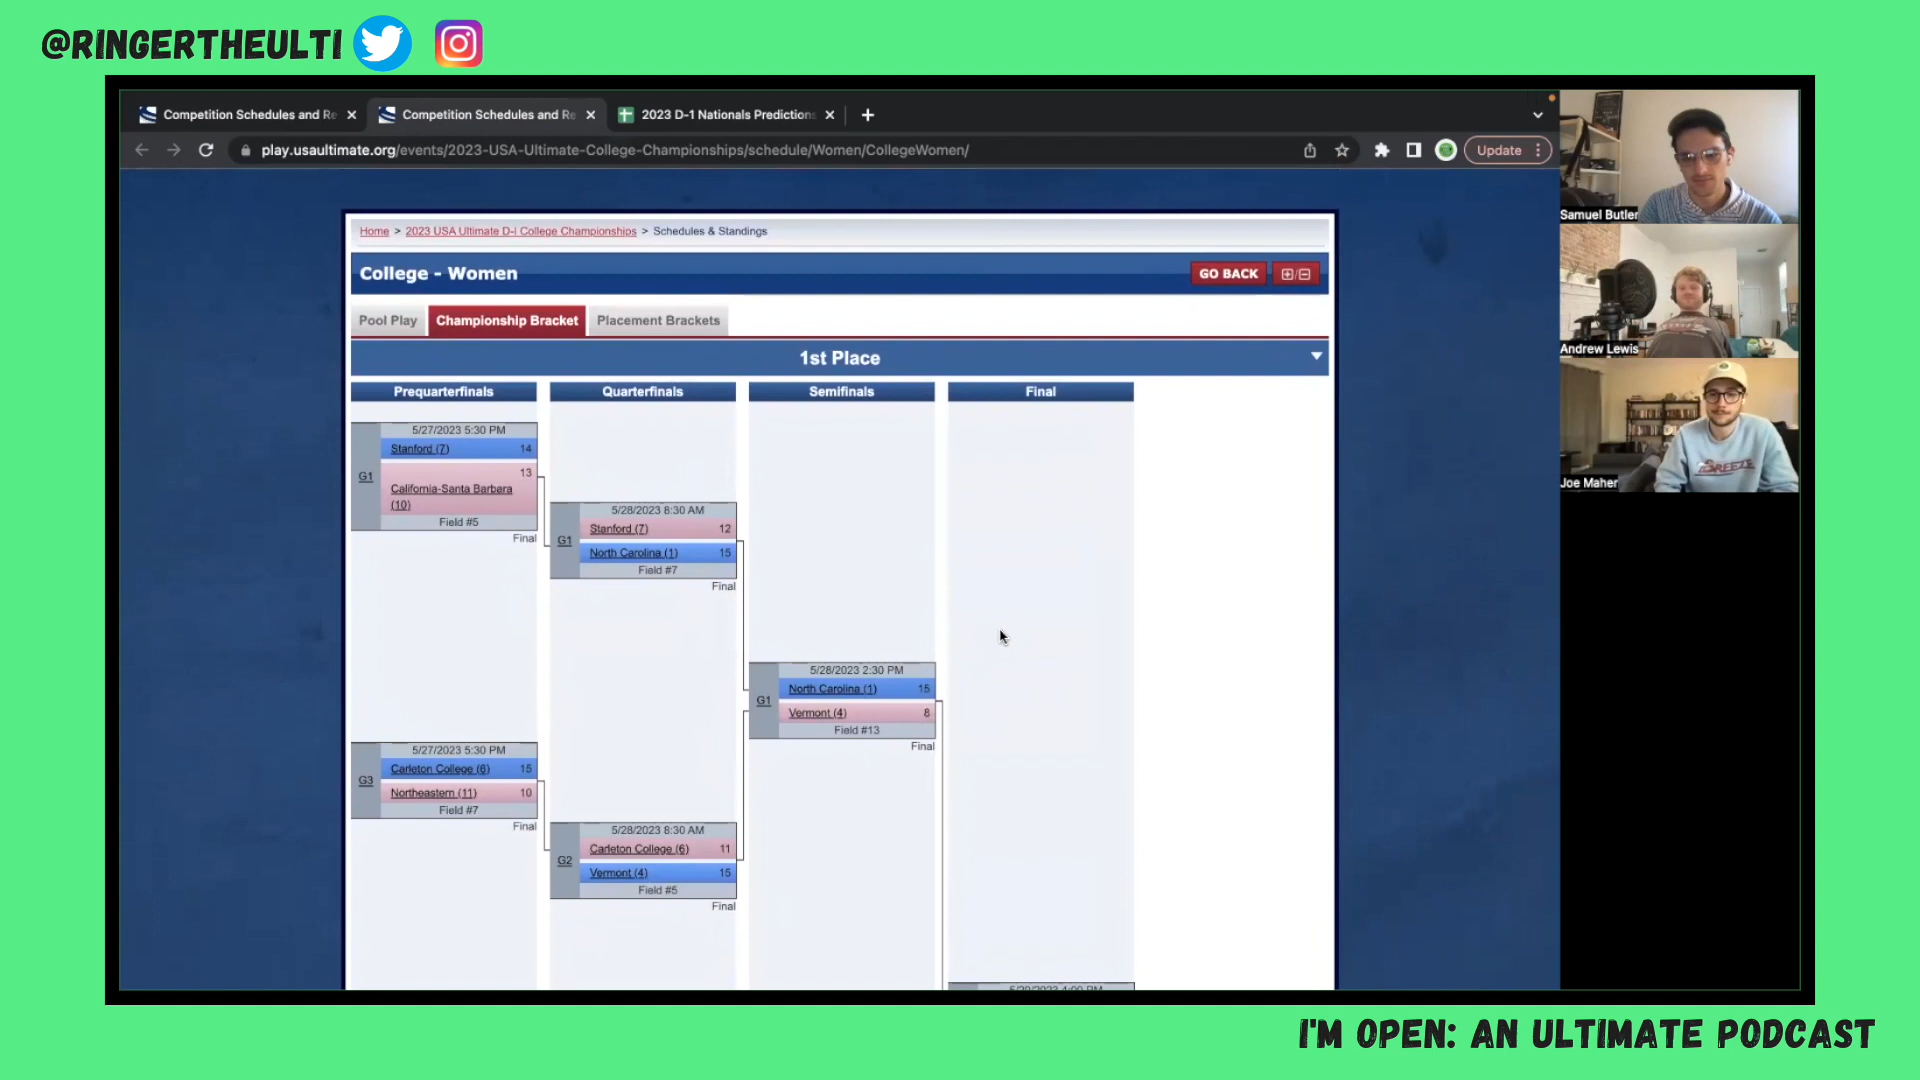 @RINGERTHEULTI
Competition Schedules and Re
Competition Schedules and Re
2023 D-1 Nationals Predictions
play.usaultimate.org/events/2023-USA-Ultimate-College-Championships/schedule/Women/CollegeWomen/
Update
Home > 2023 USA Ultimate D-I College Championships > Schedules & Standings
College - Women
GO BACK
Pool Play
Championship Bracket
Placement Brackets
1st Place
Prequarterfinals
Quarterfinals
Semifinals
Final
5/27/2023 5:30 PM
G1
Stanford (7) 14
13
California-Santa Barbara
(10)
Field #5
Final
5/28/2023 8:30 AM
G1
Stanford (7) 12
North Carolina (1) 15
Field #7
Final
5/28/2023 2:30 PM
G1
North Carolina (1) 15
Vermont (4) 8
Field #13
Final
5/27/2023 5:30 PM
G3
Carleton College (6) 15
Northeastern (11) 10
Field #7
Final
5/28/2023 8:30 AM
G2
Carleton College (6) 11
Vermont (4) 15
Field #5
Final
Samuel Butler
Andrew Lewis
BREEZE
Joe Maher
I'M OPEN: AN ULTIMATE PODCAST